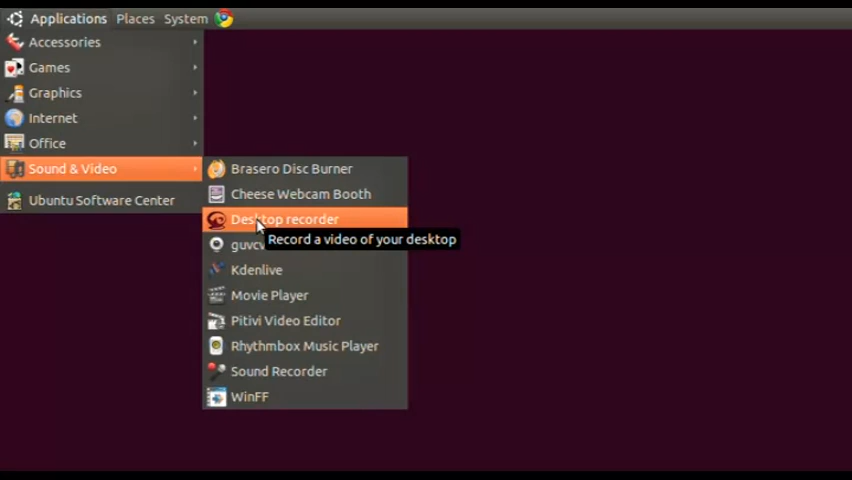 Applications Places System
Accessories
Games
Graphics
Internet
Office
Sound & Video
Ubuntu Software Center
Brasero Disc Burner
Cheese Webcam Booth
Desktop recorder
Record a video of your desktop
Kdenlive
Movie Player
Pitivi Video Editor
Rhythmbox Music Player
Sound Recorder
WinFF